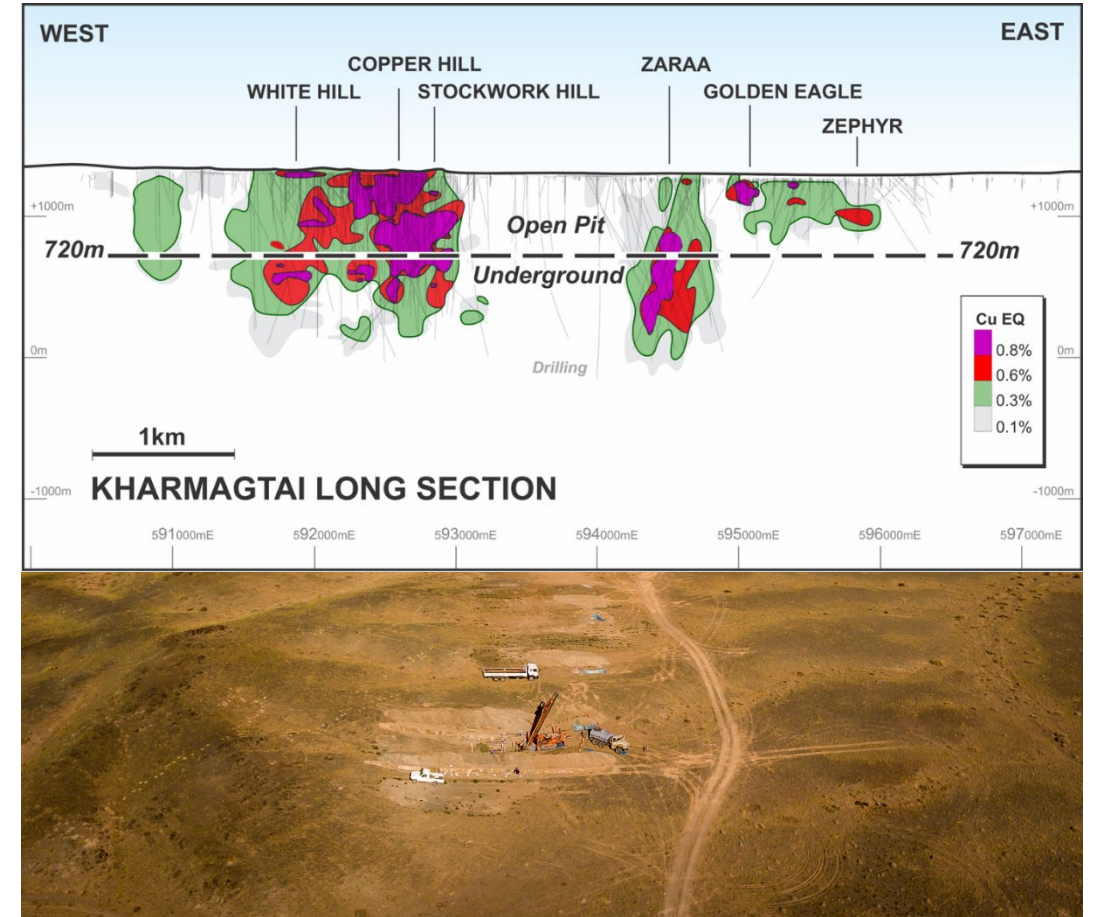 WEST
EAST
COPPER HILL
ZARAA
WHITE HILL
STOCKWORK HILL
GOLDEN EAGLE
ZEPHYR
+1000m
+1000m
Open Pit
720m
720m
Underground
Cu EQ
0.8%
0.6%
0.3%
0.1%
0m
0m
Drilling
1km
KHARMAGTAI LONG SECTION
-1000m
-1000m
591000mE
592000mE
593000mE
594000mE
595000mE
596000mE
597000mE